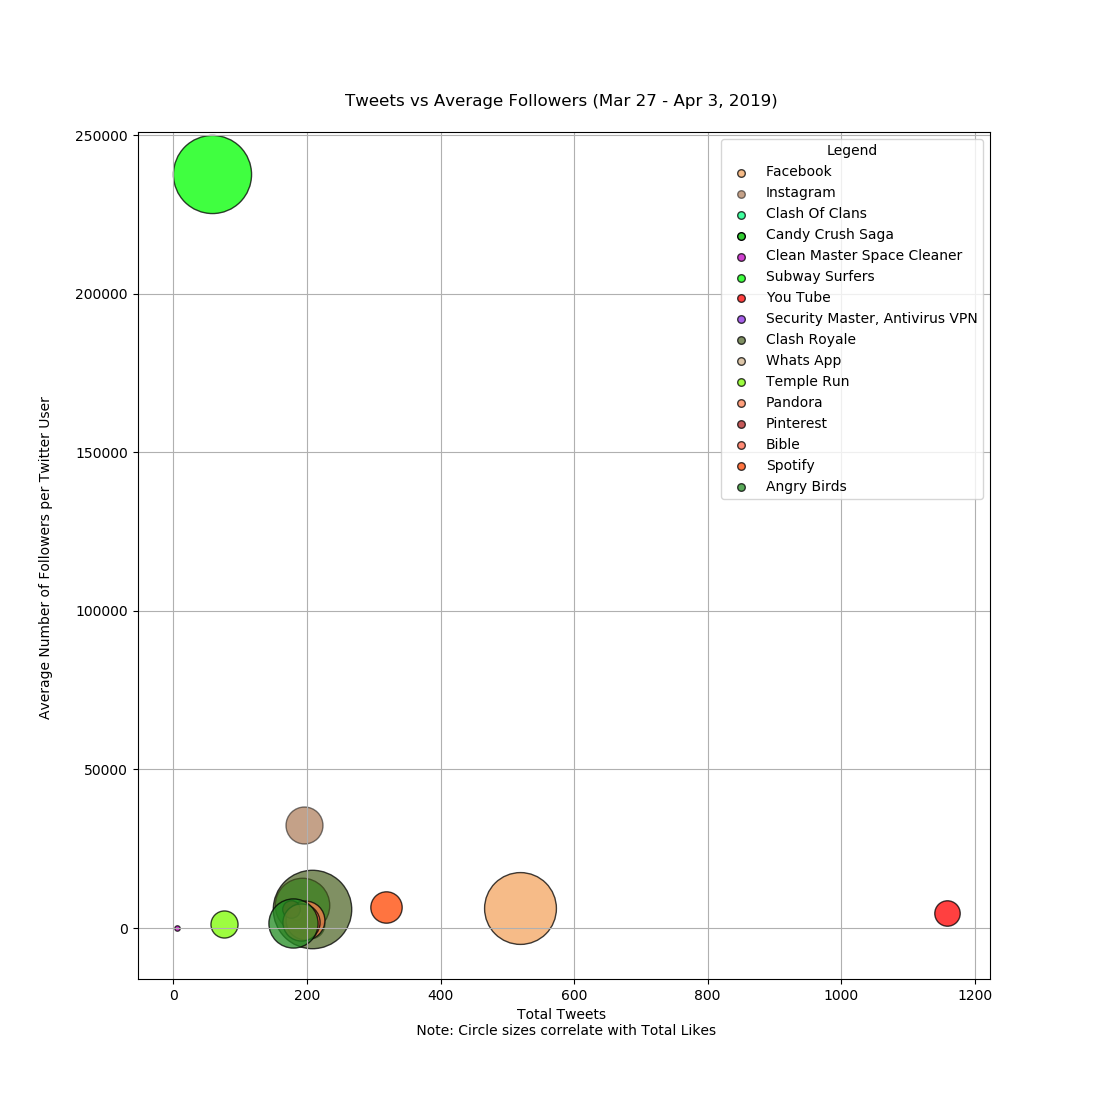 Tweets vs Average Followers (Mar 27 - Apr 3, 2019)
250000
200000
150000
100000
50000
0
Average Number of Followers per Twitter User
Legend
Facebook
Instagram
Clash Of Clans
Candy Crush Saga
Clean Master Space Cleaner
Subway Surfers
You Tube
Security Master, Antivirus VPN
Clash Royale
Whats App
Temple Run
Pandora
Pinterest
Bible
Spotify
Angry Birds
0 200 400 600 800 1000 1200
Total Tweets
Note: Circle sizes correlate with Total Likes